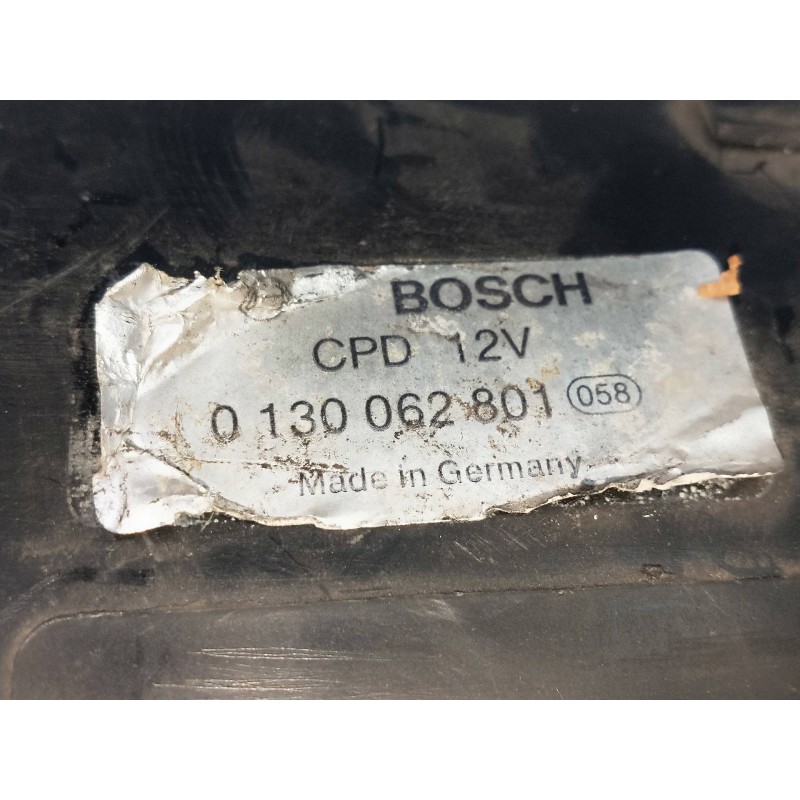 BOSCH
CPD 12V
0 130 062 801 058
Made in Germany